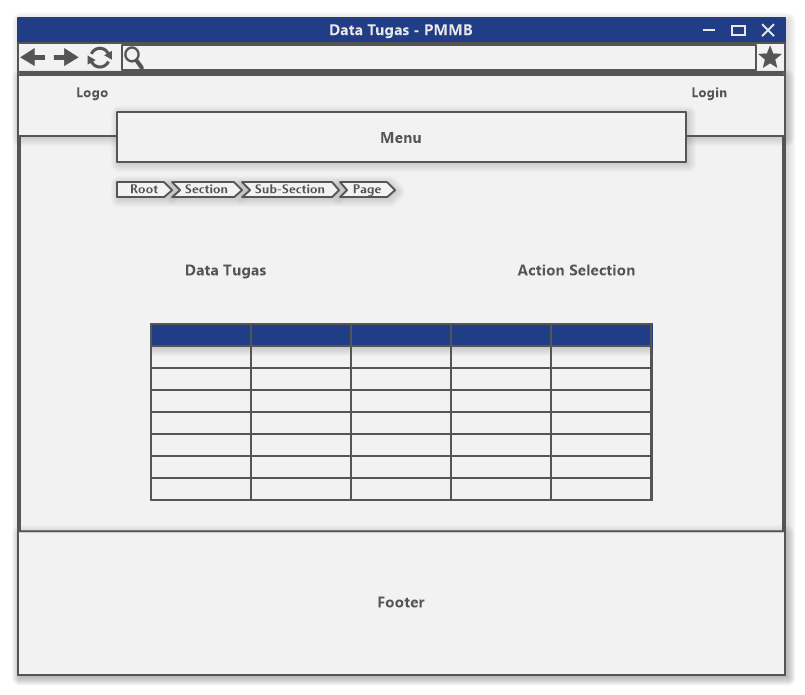 Data Tugas - PMMB
Logo
Login
Menu
Root Section Sub-Section Page
Data Tugas
Action Selection
Footer